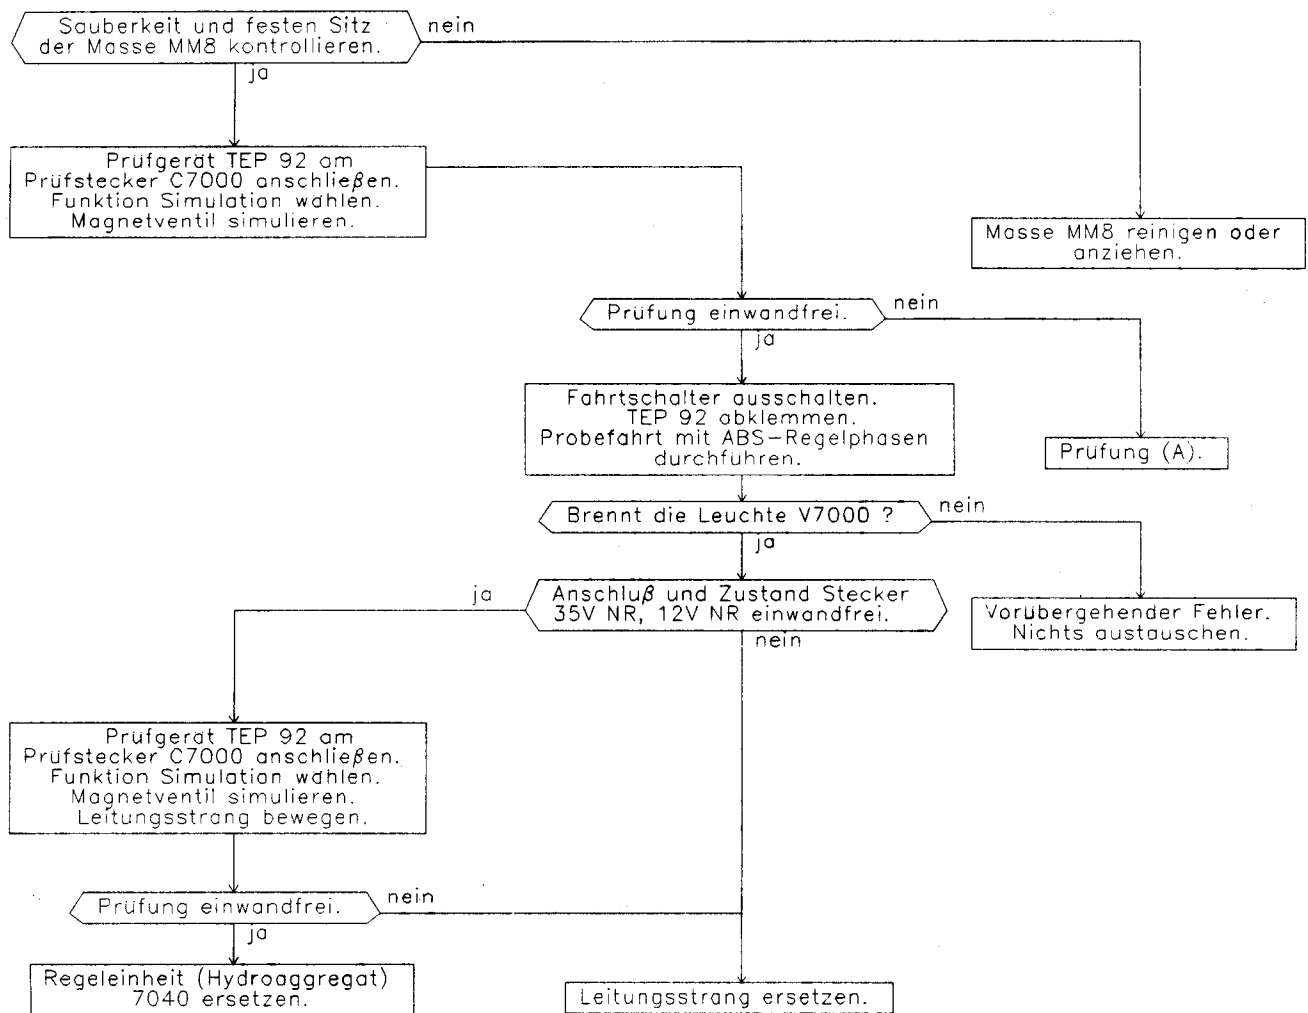 Sauberkeit und festen Sitz
der Masse MM8 kontrollieren.
nein
ja
Prüfgerät TEP 92 am
Prüfstecker C7000 anschließen.
Funktion Simulation wählen.
Magnetventil simulieren.
Masse MM8 reinigen oder
anziehen.
Prüfung einwandfrei.
nein
ja
Fahrtschalter ausschalten.
TEP 92 abklemmen.
Probefahrt mit ABS-Regelphasen
durchführen.
Prüfung (A).
Brennt die Leuchte V7000 ?
nein
ja
ja
Anschluß und Zustand Stecker
35V NR, 12V NR einwandfrei.
nein
Vorübergehender Fehler.
Nichts austauschen.
Prüfgerät TEP 92 am
Prüfstecker C7000 anschließen.
Funktion Simulation wählen.
Magnetventil simulieren.
Leitungsstrang bewegen.
Prüfung einwandfrei.
nein
ja
Regeleinheit (Hydroaggregat)
7040 ersetzen.
Leitungsstrang ersetzen.